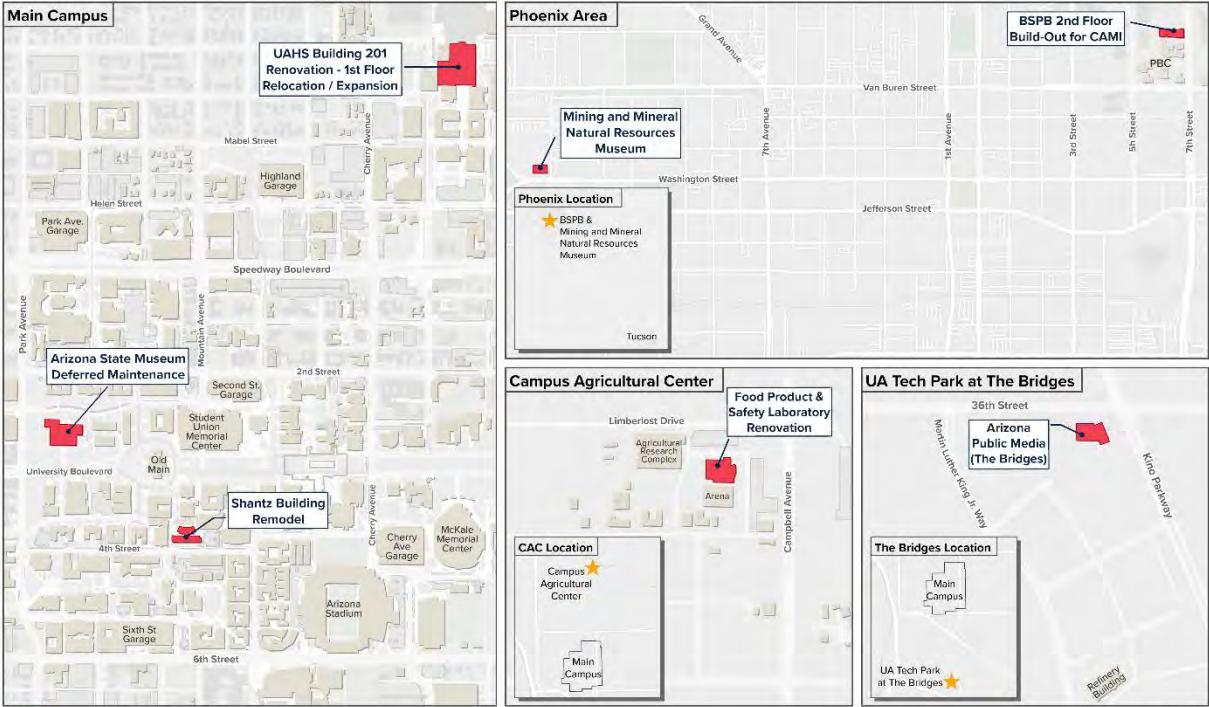 Main Campus
UAHS Building 201
Renovation - 1st Floor
Relocation / Expansion
Mabel Street
Cherry Avenue
Highland
Garage
Helen Street
Park Ave.
Garage
Speedway Boulevard
Park Avenue
Mountain Avenue
Arizona State Museum
Deferred Maintenance
2nd Street
Second St.
Garage
Student
Union
Memorial
Center
Old
Main
University Boulevard
Shantz Building
Remodel
4th Street
Cherry Avenue
Cherry
Ave
Garage
McKale
Memorial
Center
Arizona
Stadium
Sixth St
Garage
6th Street
Phoenix Area
Grand Avenue
BSPB 2nd Floor
Build-Out for CAMI
PBC
Van Buren Street
Mining and Mineral
Natural Resources
Museum
7th Avenue
1st Avenue
3rd Street
5h Street
7th Street
Washington Street
Jefferson Street
Phoenix Location
BSPB &
Mining and Mineral
Natural Resources
Museum
Tucson
Campus Agricultural Center
Food Product &
Safety Laboratory
Renovation
Limberlost Drive
Agricultural
Research
Complex
Arena
Campbell Avenue
CAC Location
Campus
Agricultural
Center
Main
Campus
UA Tech Park at The Bridges
36th Street
Arizona
Public Media
(The Bridges)
Martin Luther King Jr. Way
Kino Parkway
The Bridges Location
Main
Campus
UA Tech Park
at The Bridges
Refinery
Building